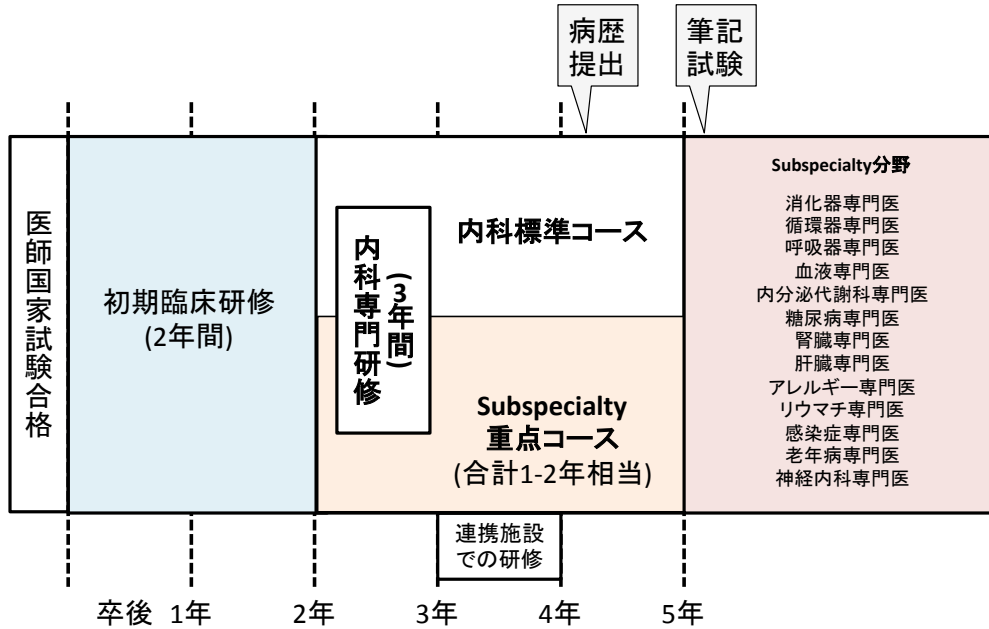 病歴
提出
筆記
試験
医師国家試験合格
初期臨床研修
(2年間)
内科専門研修
(3年間)
内科標準コース
Subspecialty
重点コース
(合計1-2年相当)
連携施設
での研修
Subspecialty分野
消化器専門医
循環器専門医
呼吸器専門医
血液専門医
内分泌代謝科専門医
糖尿病専門医
腎臓専門医
肝臓専門医
アレルギー専門医
リウマチ専門医
感染症専門医
老年病専門医
神経内科専門医
卒後 1年 2年 3年 4年 5年